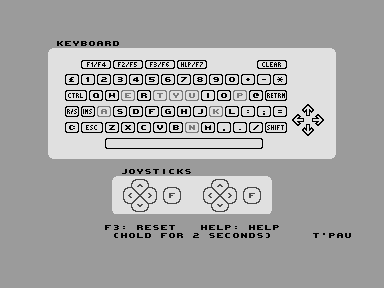 KEYBOARD
F1/F4 F2/F5 F3/F6 HLP/F7 CLEAR
£ 1 2 3 4 5 6 7 8 9 0 + - *
CTRL Q W E R T Y U I O P @ RETRN
R/S INS A S D F G H J K L : ; =
C ESC Z X C V B N M , . / SHIFT
JOYSTICKS
F F
F3: RESET HELP: HELP
(HOLD FOR 2 SECONDS) T'PAU